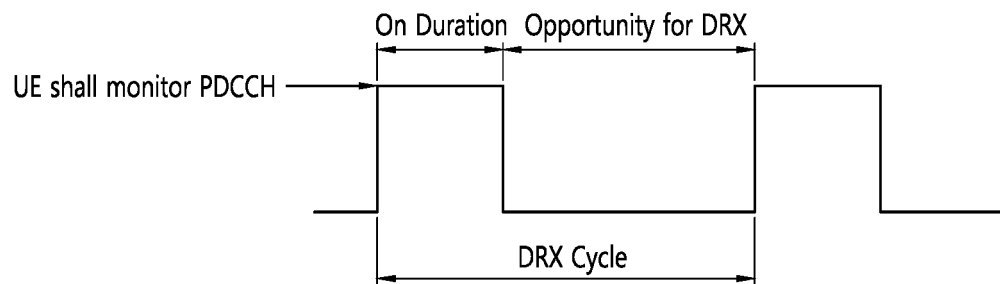 On Duration
Opportunity for DRX
UE shall monitor PDCCH
DRX Cycle